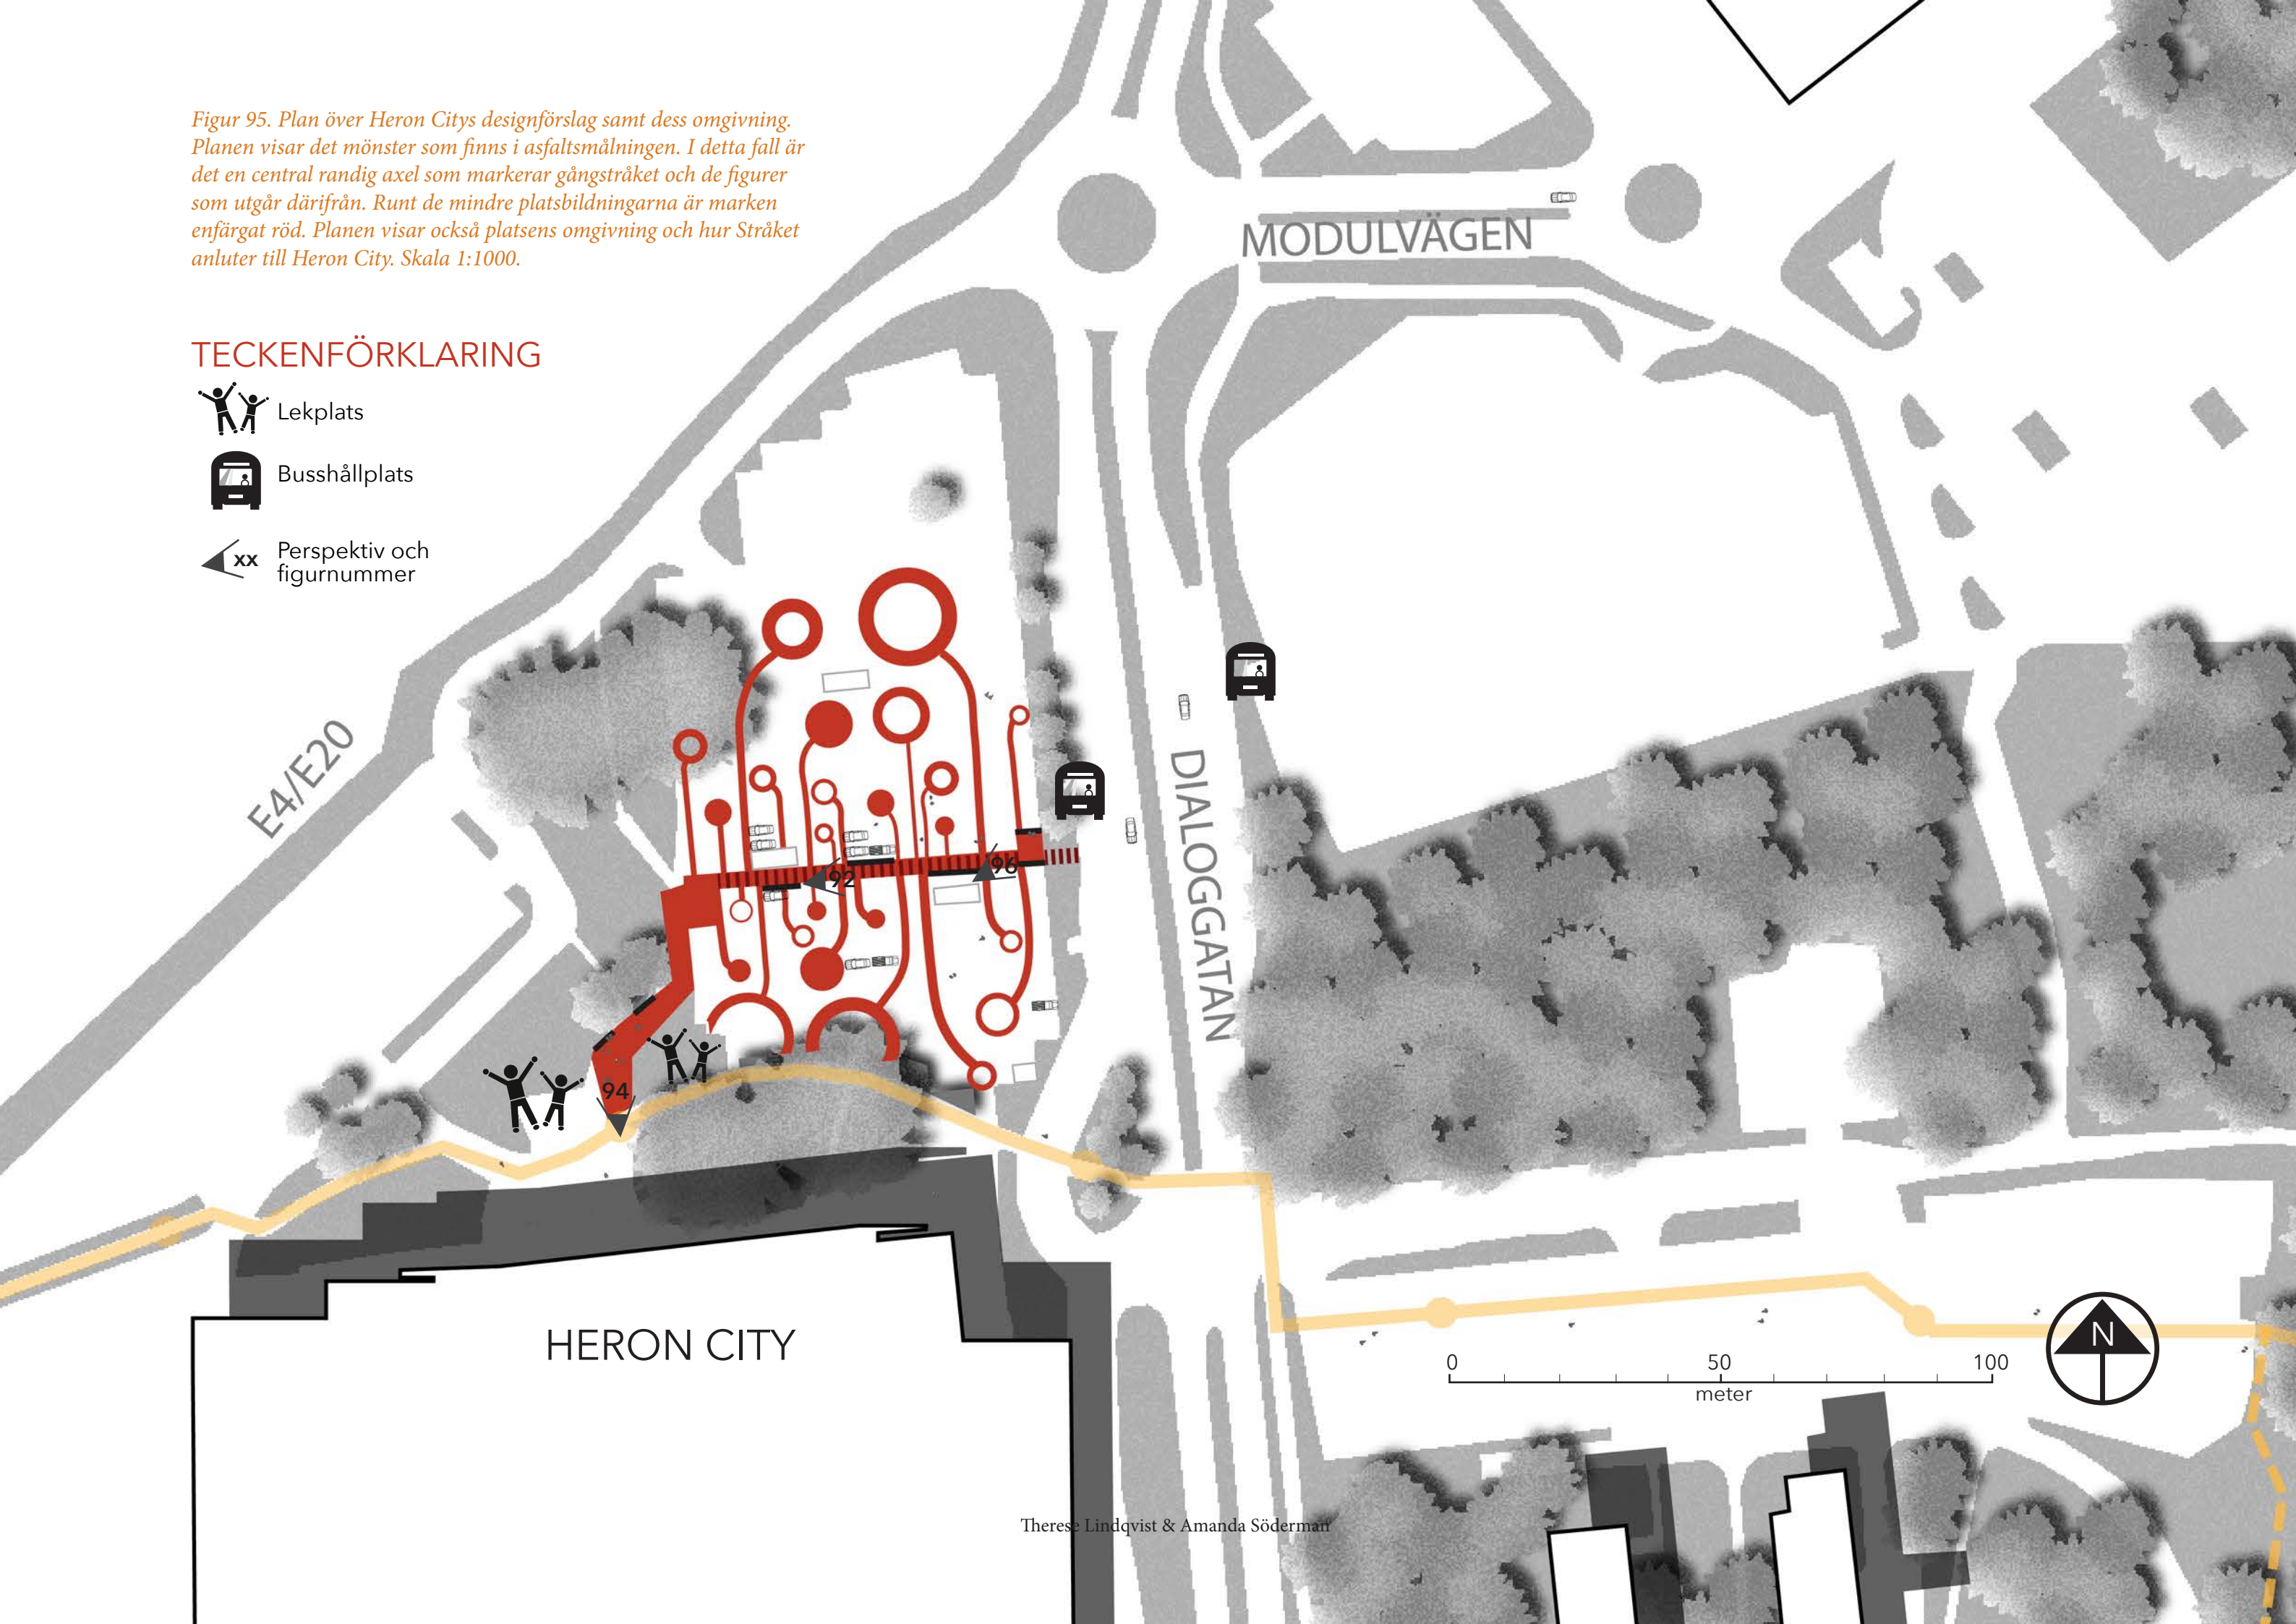 Figur 95. Plan över Heron Citys designförslag samt dess omgivning.
Planen visar det mönster som finns i asfaltsmålningen. I detta fall är
det en central randig axel som markerar gångstråket och de figurer
som utgår därifrån. Runt de mindre platsbildningarna är marken
enfärgat röd. Planen visar också platsens omgivning och hur Stråket
anluter till Heron City. Skala 1:1000.
TECKENFÖRKLARING
Lekplats
Busshållplats
xx
Perspektiv och
figurnummer
MODULVÄGEN
E4/E20
DIALOGGATAN
92
96
94
HERON CITY
0 50 100
meter
N
Therese Lindqvist & Amanda Söderman